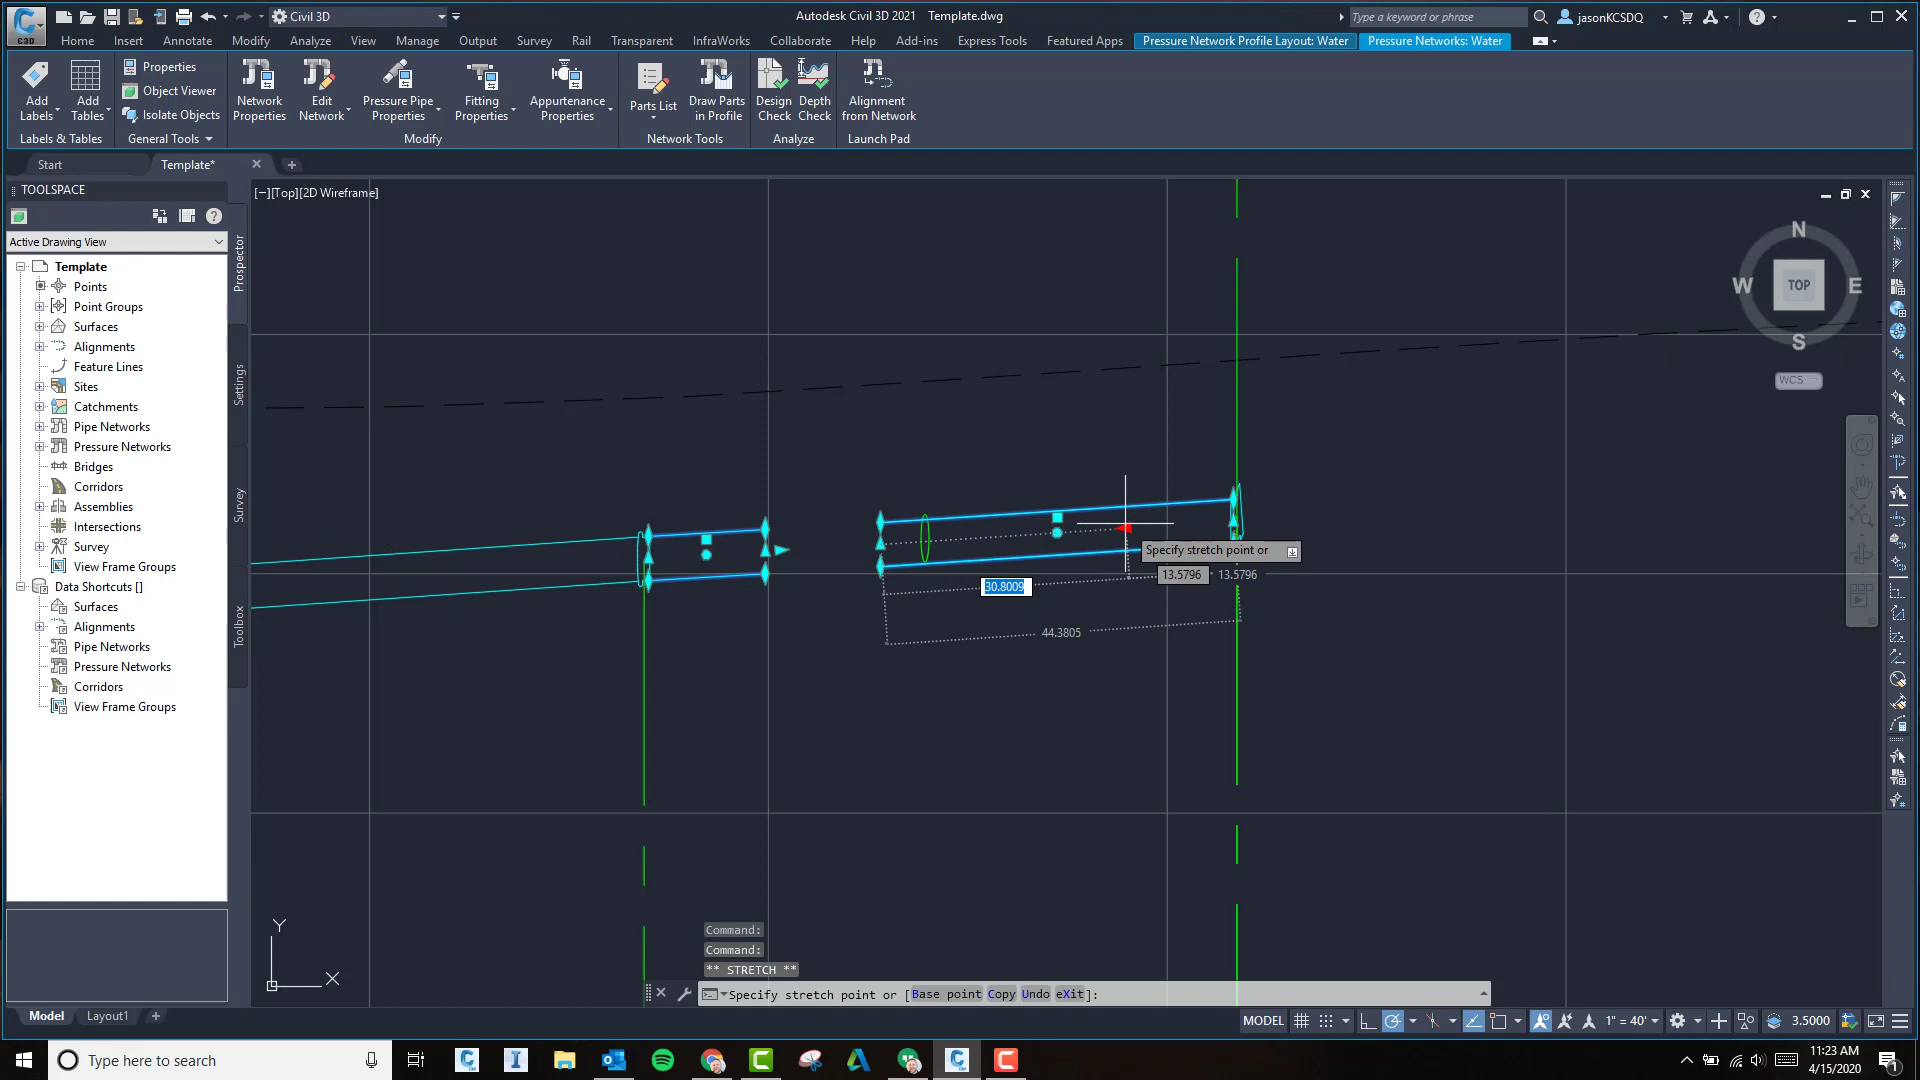 Civil 3D
Autodesk Civil 3D 2021 Template.dwg
Type a keyword or phrase
jasonKCSDQ
C3D
Home Insert Annotate Modify Analyze View Manage Output Survey Rail Transparent InfraWorks Collaborate Help Add-ins Express Tools Featured Apps Pressure Network Profile Layout: Water Pressure Networks: Water
Add Labels
Add Tables
Properties
Object Viewer
Isolate Objects
Network Properties
Edit Network
Pressure Pipe Properties
Fitting Properties
Appurtenance Properties
Parts List
Draw Parts in Profile
Design Check
Depth Check
Alignment from Network
Labels & Tables General Tools Modify Network Tools Analyze Launch Pad
Start Template*
TOOLSPACE
[−][Top][2D Wireframe]
Active Drawing View
Template
Points
Point Groups
Surfaces
Alignments
Feature Lines
Sites
Catchments
Pipe Networks
Pressure Networks
Bridges
Corridors
Assemblies
Intersections
Survey
View Frame Groups
Data Shortcuts []
Surfaces
Alignments
Pipe Networks
Pressure Networks
Corridors
View Frame Groups
Prospector
Settings
Survey
Toolbox
N
W TOP E
S
WCS
Specify stretch point or
13.5796 13.5796
30.8009
44.3805
Y
X
Command:
Command:
** STRETCH **
Specify stretch point or [Base point Copy Undo eXit]:
Model Layout1
MODEL 1" = 40' 3.5000
Type here to search
11:23 AM
4/15/2020
1